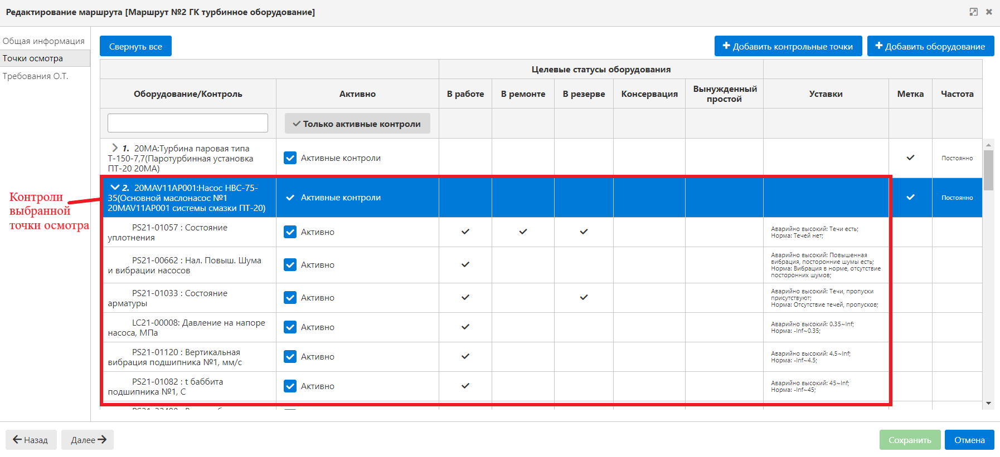 Редактирование маршрута [Маршрут №2 ГК турбинное оборудование]
Общая информация
Точки осмотра
Требования О.Т.
Свернуть все
Добавить контрольные точки
Добавить оборудование
Целевые статусы оборудования
Оборудование/Контроль
Активно
В работе
В ремонте
В резерве
Консервация
Вынужденный
простой
Уставки
Метка
Частота
Только активные контроли
1. 20MA:Турбина паровая типа
Т-150-7,7(Паротурбинная установка
ПТ-20 20МА)
Активные контроли
Постоянно
2. 20MAV11AP001:Насос НВС-75-
35(Основной маслонасос №1
20MAV11AP001 системы смазки ПТ-20)
Активные контроли
Постоянно
Контроли
выбранной
точки осмотра
PS21-01057 : Состояние
уплотнения
Активно
Аварийно высокий: Течи есть;
Норма: Течей нет;
PS21-00662 : Нал. Повыш. Шума
и вибрации насосов
Активно
Аварийно высокий: Повышенная
вибрация, посторонние шумы есть;
Норма: Вибрация в норме, отсутствие
посторонних шумов;
PS21-01033 : Состояние
арматуры
Активно
Аварийно высокий: Течи, пропуски
присутствуют;
Норма: Отсутствие течей, пропусков;
LC21-00008: Давление на напоре
насоса, МПа
Активно
Аварийно высокий: 0.35~Inf;
Норма: -Inf~0.35;
PS21-01120 : Вертикальная
вибрация подшипника №1, мм/с
Активно
Аварийно высокий: 4.5~Inf;
Норма: -Inf~4.5;
PS21-01082 : t баббита
подшипника №1, С
Активно
Аварийно высокий: 45~Inf;
Норма: -Inf~45;
Назад
Далее
Сохранить
Отмена